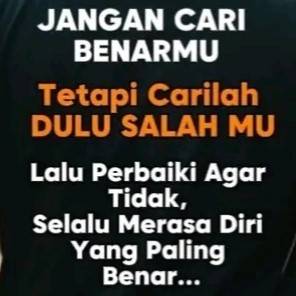 JANGAN CARI
BENARMU
Tetapi Carilah
DULU SALAH MU
Lalu Perbaiki Agar
Tidak,
Selalu Merasa Diri
Yang Paling
Benar...